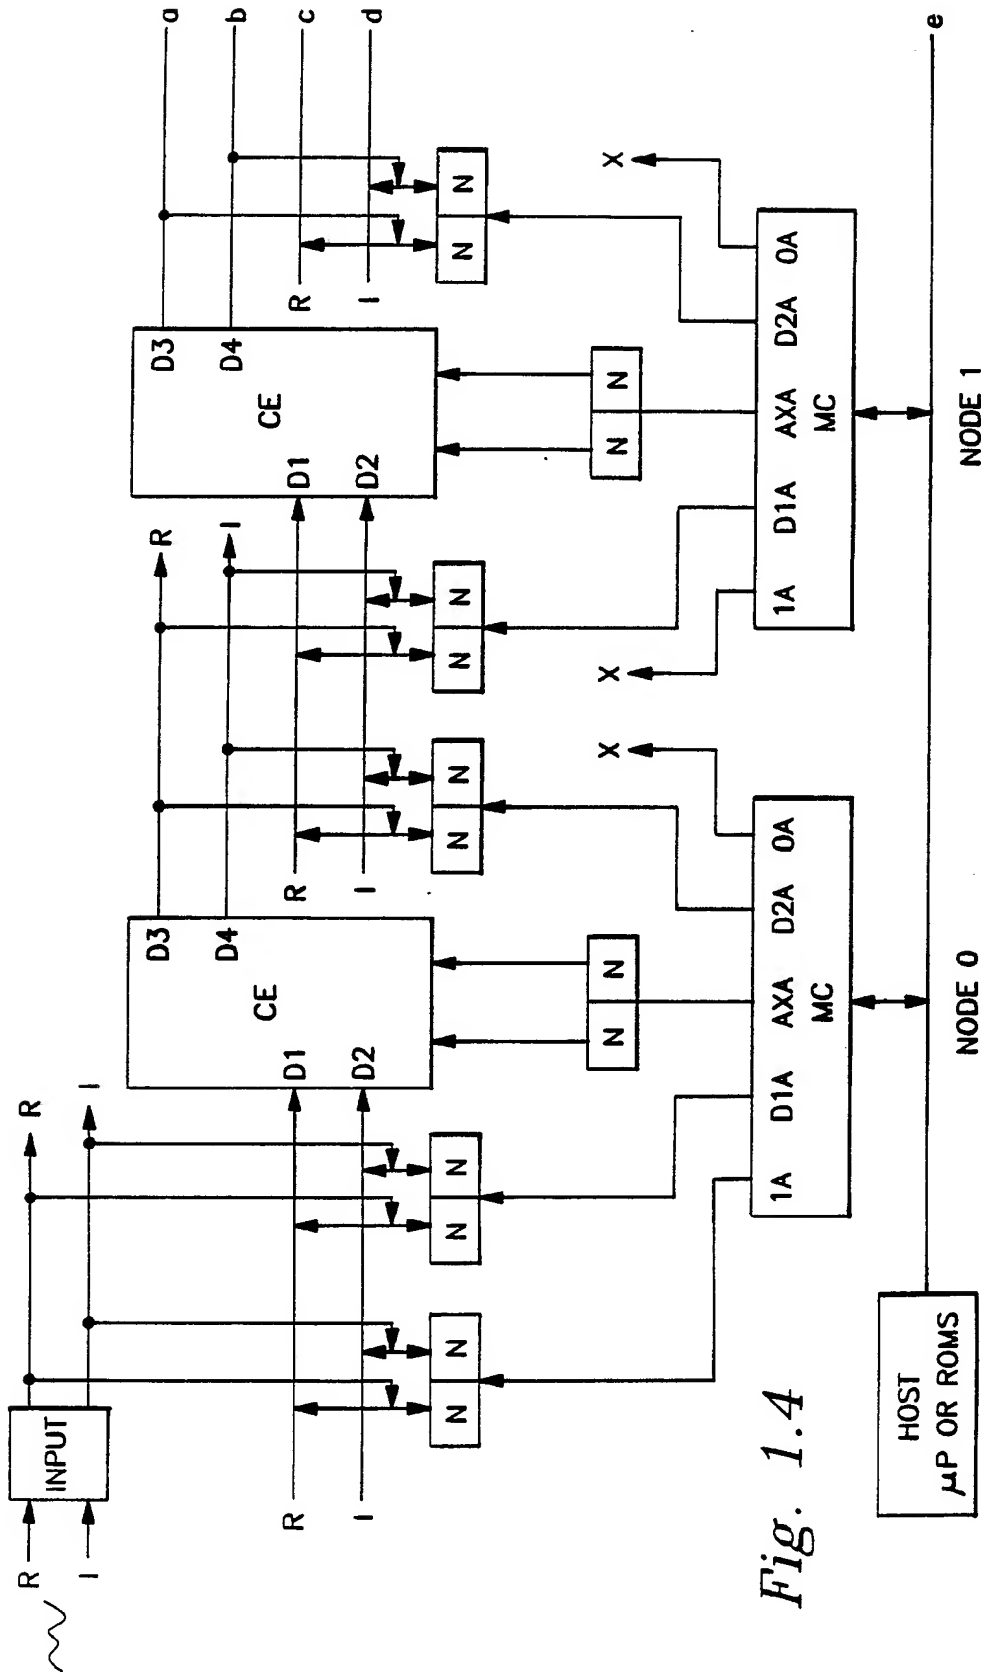 R
I
INPUT
R
I
R
I
D1
D2
CE
D3
D4
R
I
R
I
D1
D2
CE
D3
D4
R
I
a
b
c
d
N N
N N
N N
N N
N N
N N
N N
X
X
X
1A D1A AXA D2A 0A
MC
1A D1A AXA D2A 0A
MC
HOST
µP OR ROMS
e
NODE 0
NODE 1
Fig. 1.4